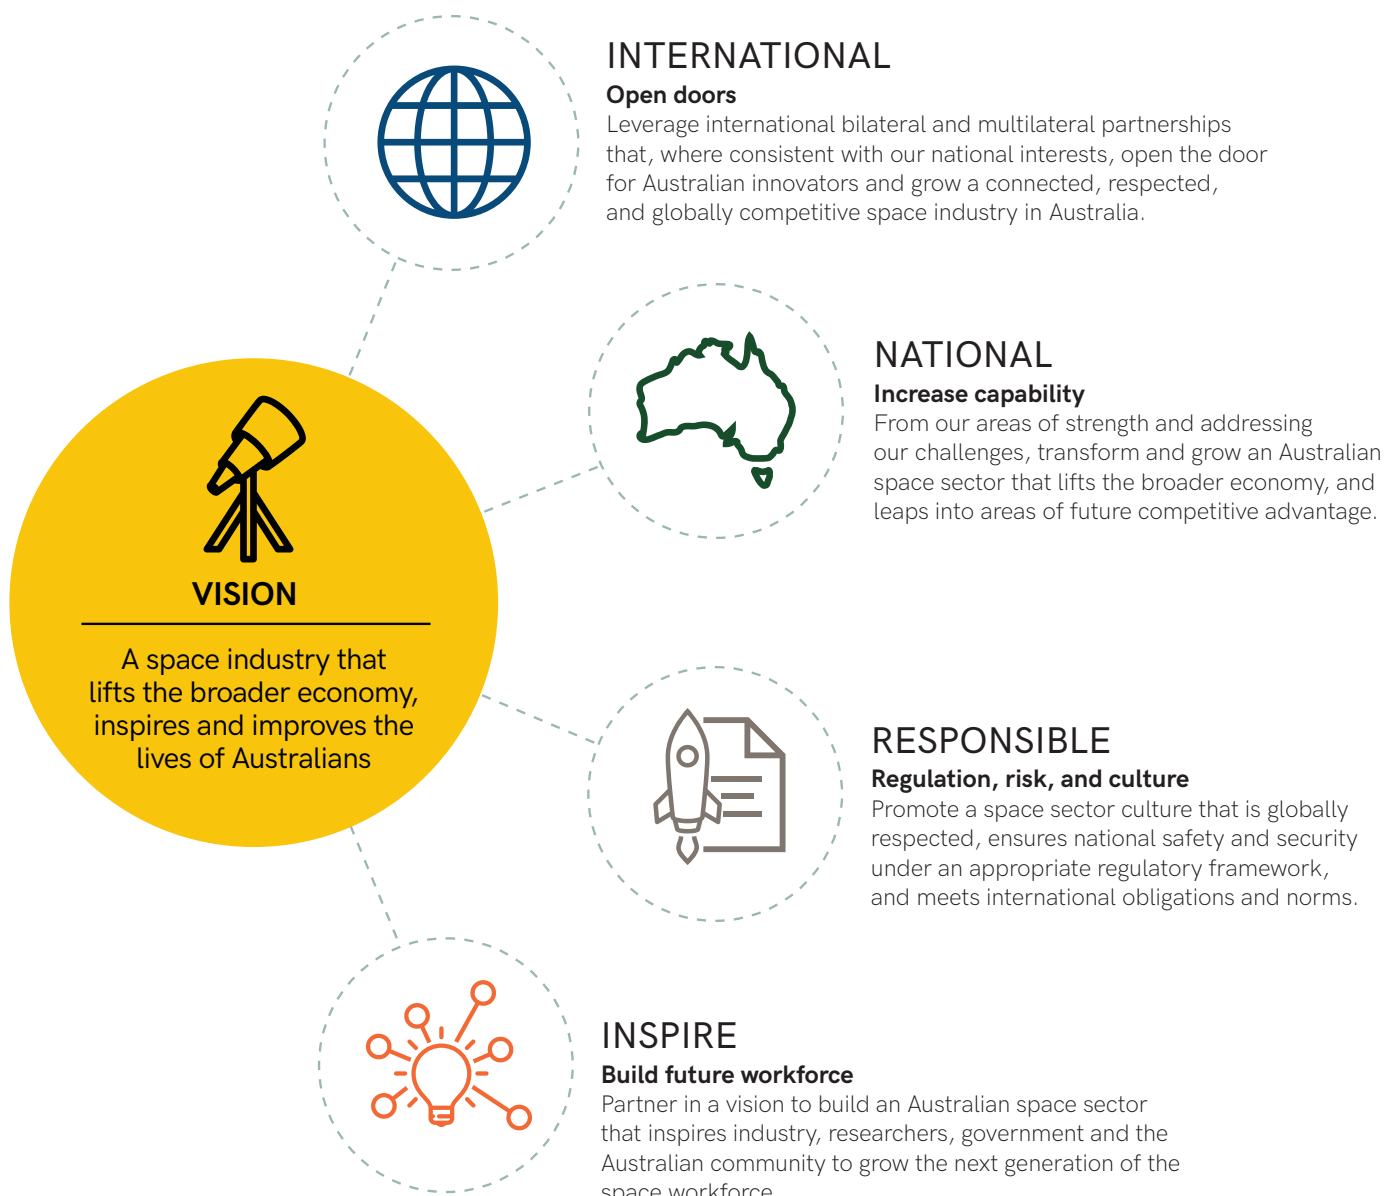 INTERNATIONAL
Open doors
Leverage international bilateral and multilateral partnerships
that, where consistent with our national interests, open the door
for Australian innovators and grow a connected, respected,
and globally competitive space industry in Australia.
NATIONAL
Increase capability
From our areas of strength and addressing
our challenges, transform and grow an Australian
space sector that lifts the broader economy, and
leaps into areas of future competitive advantage.
VISION
A space industry that
lifts the broader economy,
inspires and improves the
lives of Australians
RESPONSIBLE
Regulation, risk, and culture
Promote a space sector culture that is globally
respected, ensures national safety and security
under an appropriate regulatory framework,
and meets international obligations and norms.
INSPIRE
Build future workforce
Partner in a vision to build an Australian space sector
that inspires industry, researchers, government and the
Australian community to grow the next generation of the
space workforce